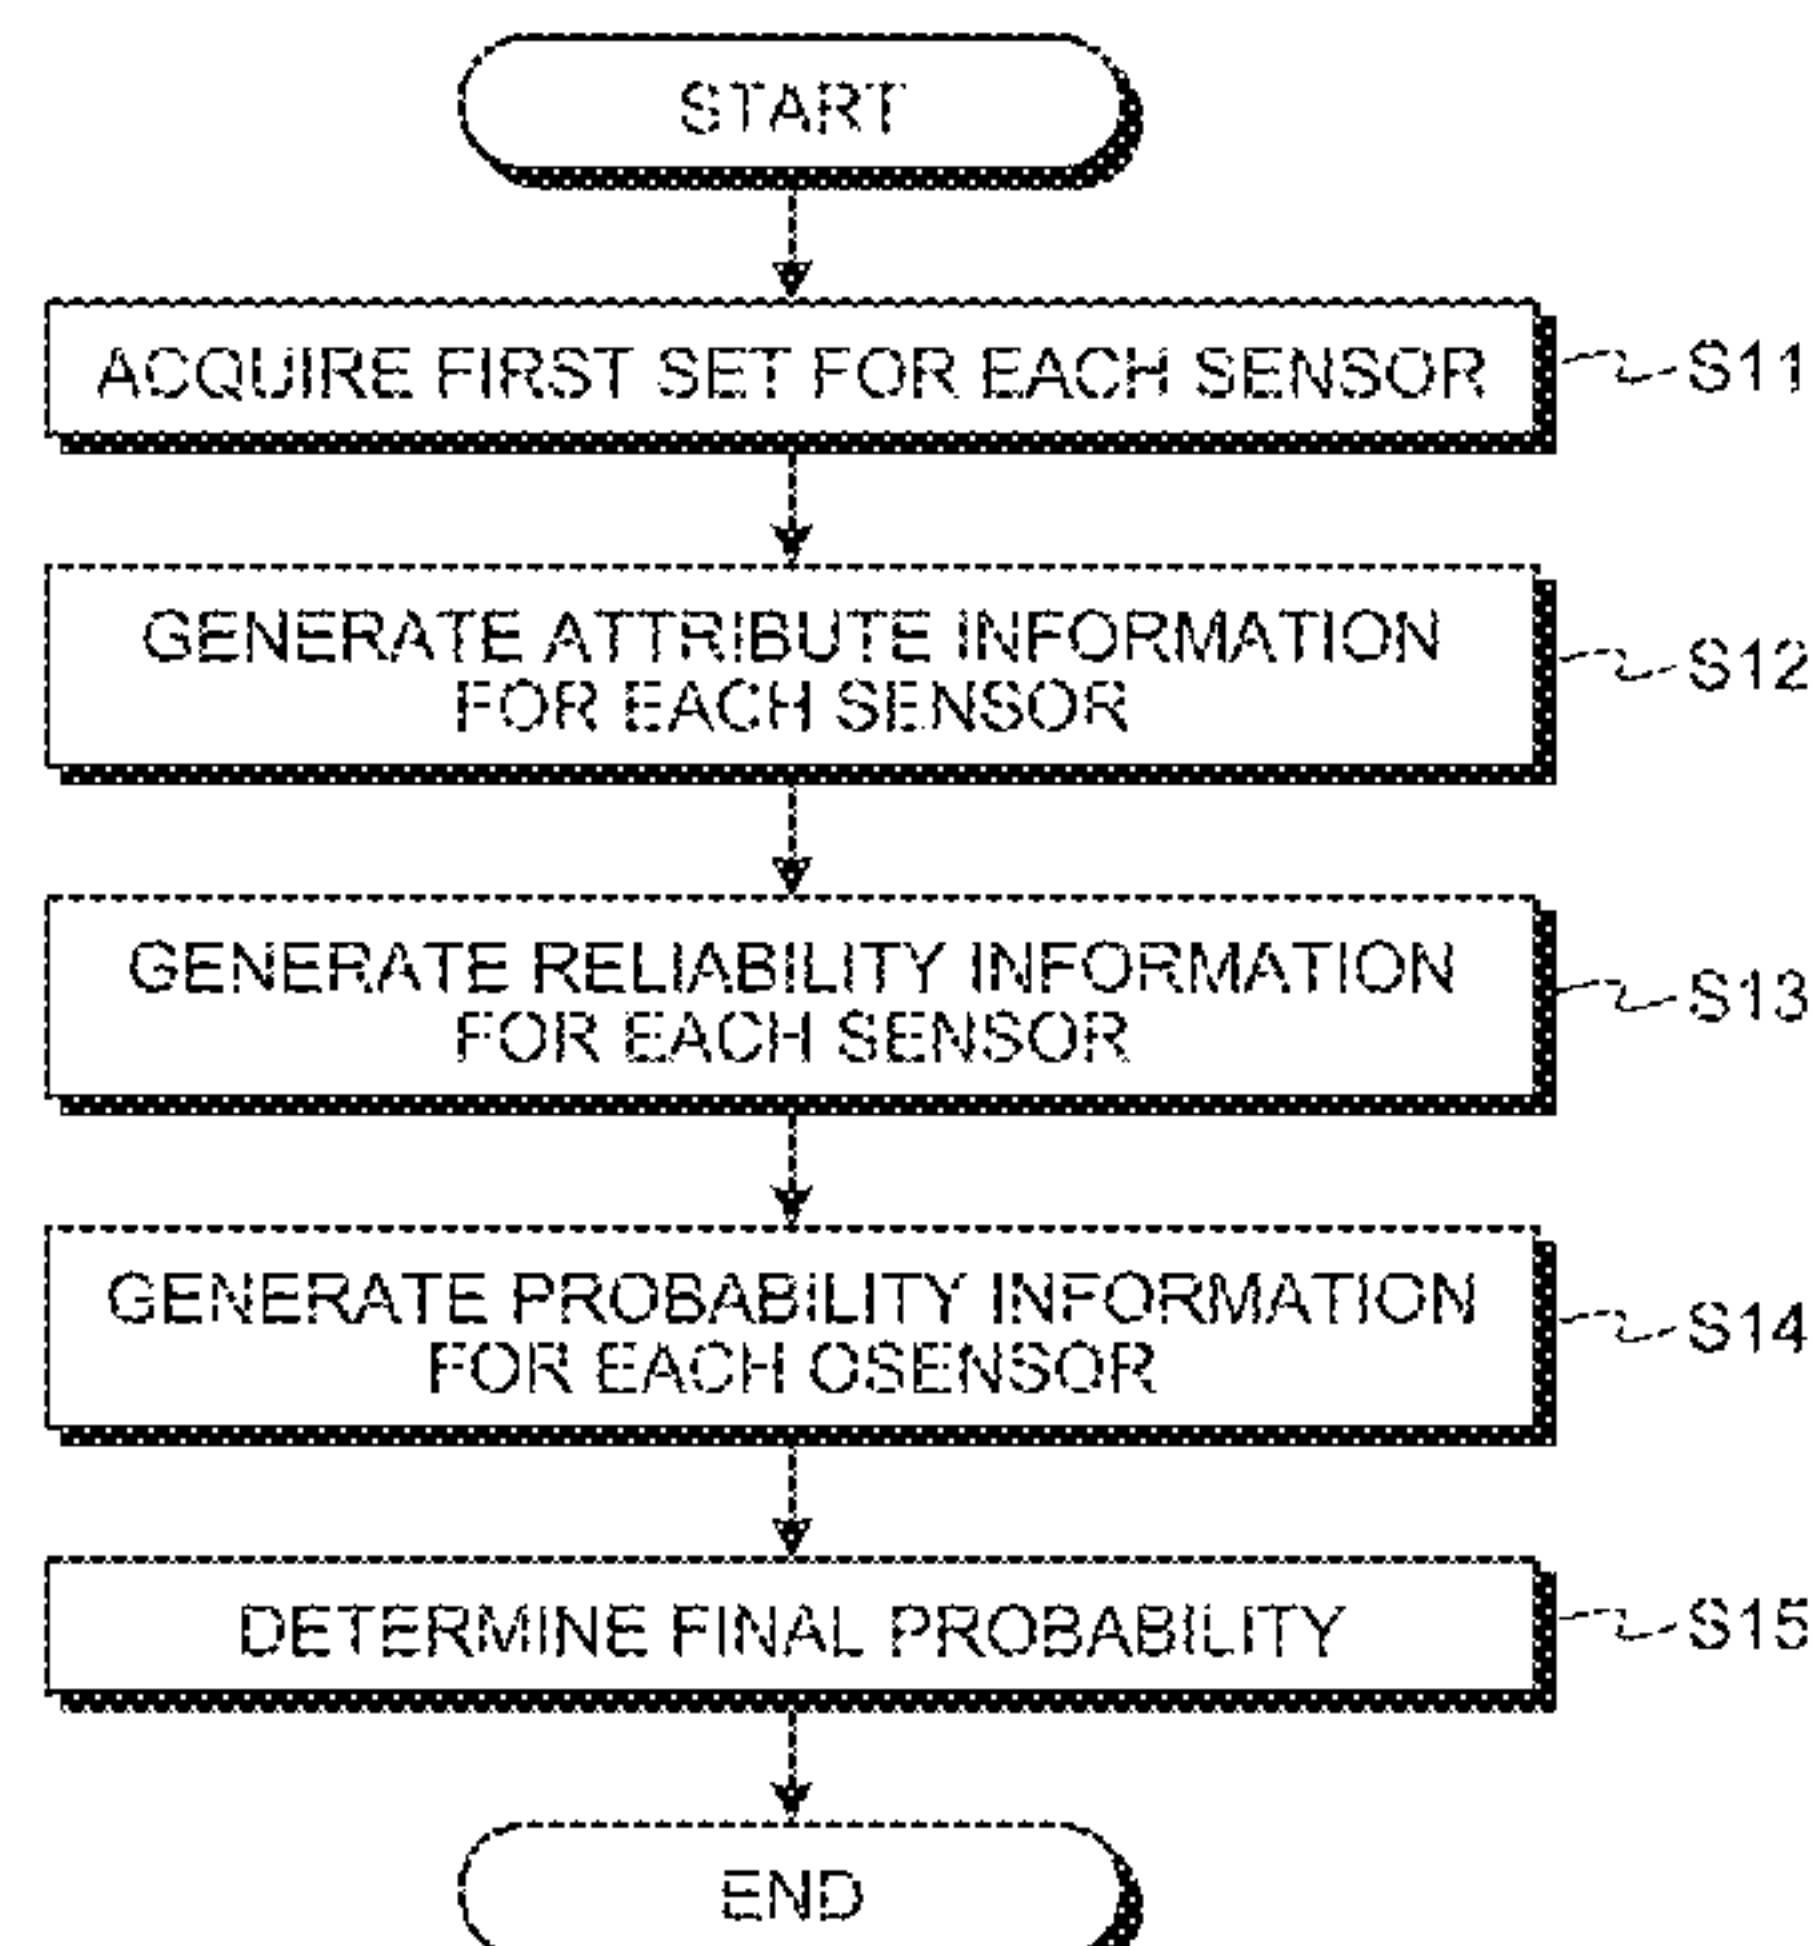 START
ACQUIRE FIRST SET FOR EACH SENSOR
S11
GENERATE ATTRIBUTE INFORMATION
FOR EACH SENSOR
S12
GENERATE RELIABILITY INFORMATION
FOR EACH SENSOR
S13
GENERATE PROBABILITY INFORMATION
FOR EACH OSENSOR
S14
DETERMINE FINAL PROBABILITY
S15
END